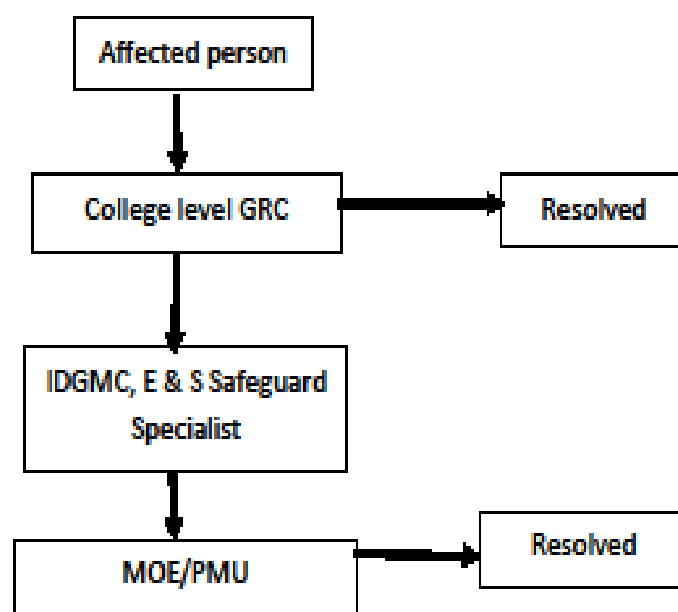 Affected person
College level GRC
Resolved
IDGMC, E & S Safeguard
Specialist
Resolved
MOE/PMU